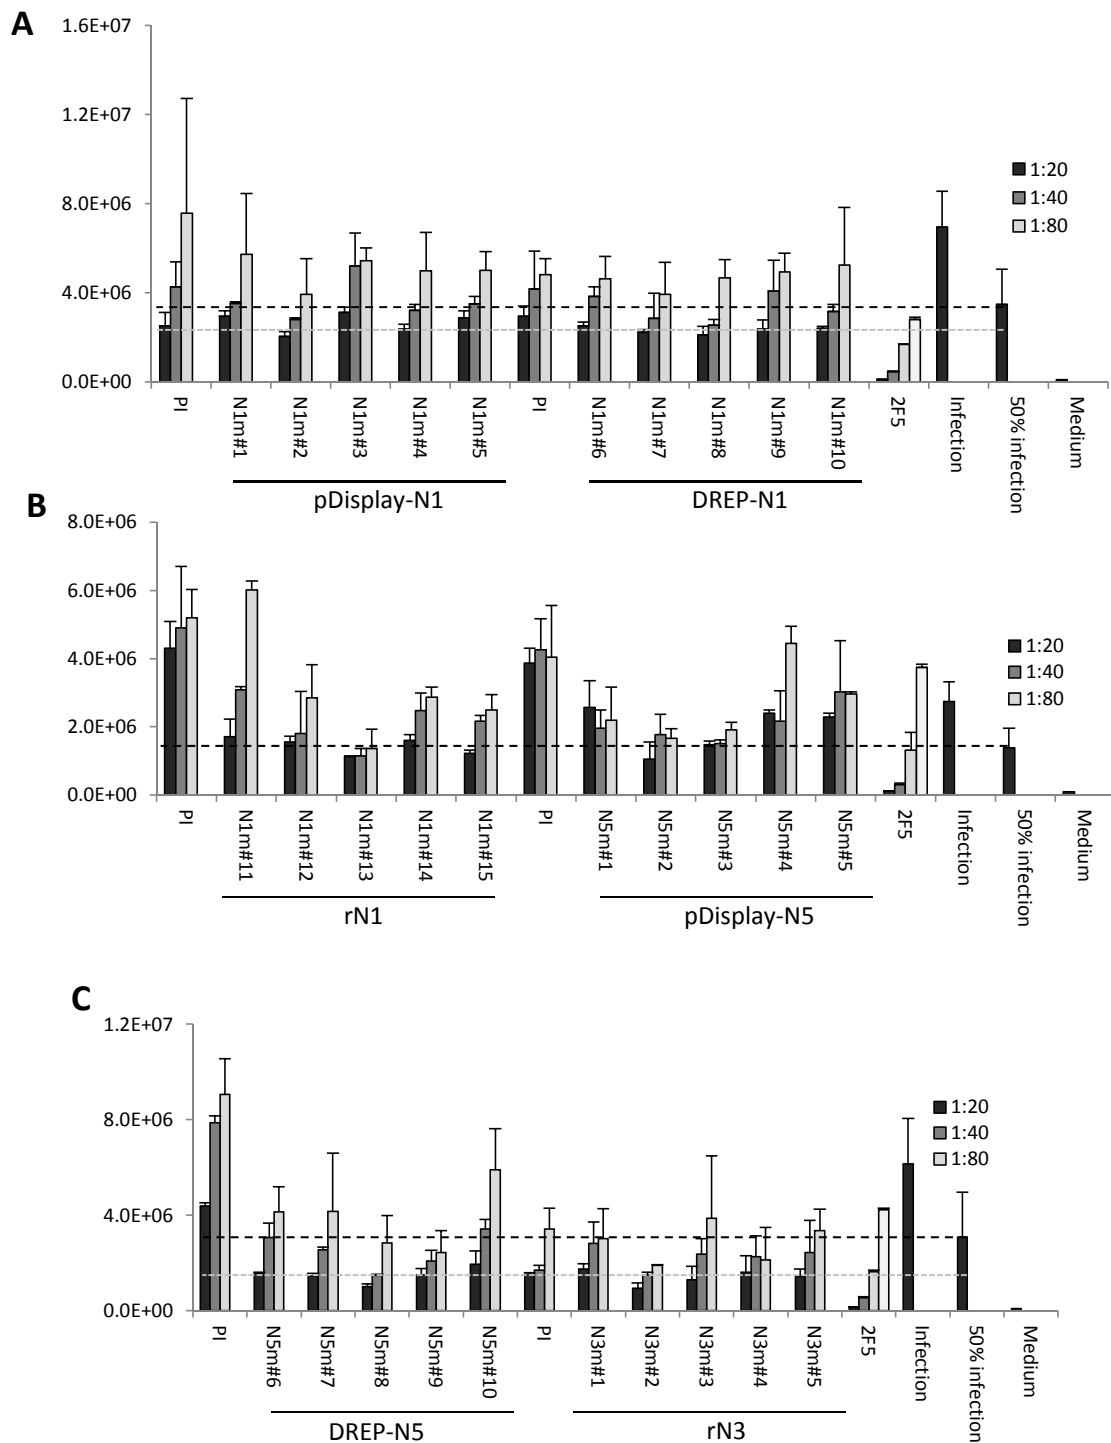 A
1.6E+07
1.2E+07
8.0E+06
4.0E+06
0.0E+00
1:20
1:40
1:80
PI
N1m#1
N1m#2
N1m#3
N1m#4
N1m#5
PI
N1m#6
N1m#7
N1m#8
N1m#9
N1m#10
2F5
Infection
50% infection
Medium
pDisplay-N1
DREP-N1
B
8.0E+06
6.0E+06
4.0E+06
2.0E+06
0.0E+00
1:20
1:40
1:80
PI
N1m#11
N1m#12
N1m#13
N1m#14
N1m#15
PI
N5m#1
N5m#2
N5m#3
N5m#4
N5m#5
2F5
Infection
50% infection
Medium
rN1
pDisplay-N5
C
1.2E+07
8.0E+06
4.0E+06
0.0E+00
1:20
1:40
1:80
PI
N5m#6
N5m#7
N5m#8
N5m#9
N5m#10
PI
N3m#1
N3m#2
N3m#3
N3m#4
N3m#5
2F5
Infection
50% infection
Medium
DREP-N5
rN3